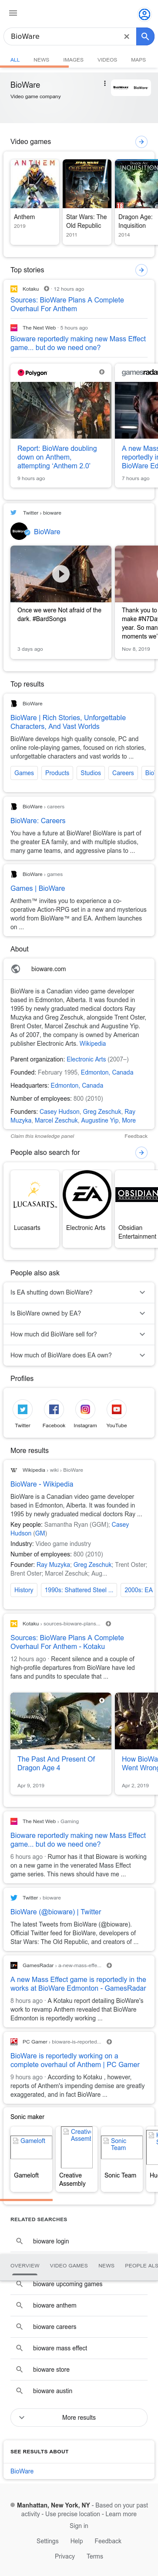 BioWare
ALL NEWS IMAGES VIDEOS MAPS
BioWare
Video game company
Video games
Anthem
2019
Star Wars: The Old Republic
2011
Dragon Age: Inquisition
2014
Top stories
Kotaku · 12 hours ago
Sources: BioWare Plans A Complete
Overhaul For Anthem
The Next Web · 5 hours ago
Bioware reportedly making new Mass Effect
game... but do we need one?
Polygon
Report: BioWare doubling
down on Anthem,
attempting 'Anthem 2.0'
9 hours ago
gamesrada
A new Mass
reportedly in
BioWare Ed
7 hours ago
Twitter › bioware
BioWare
Once we were Not afraid of the
dark. #BardSongs
3 days ago
Thank you to
make #N7Da
year. So man
moments we'
Nov 8, 2019
Top results
BioWare
BioWare | Rich Stories, Unforgettable
Characters, And Vast Worlds
BioWare develops high quality console, PC and
online role-playing games, focused on rich stories,
unforgettable characters and vast worlds to ...
Games Products Studios Careers Bio
BioWare › careers
BioWare: Careers
You have a future at BioWare! BioWare is part of
the greater EA family, and with multiple studios,
many game teams, and aggressive plans to ...
BioWare › games
Games | BioWare
Anthem™ invites you to experience a co-
operative Action-RPG set in a new and mysterious
world from BioWare™ and EA. Anthem launches
on ...
About
bioware.com
BioWare is a Canadian video game developer
based in Edmonton, Alberta. It was founded in
1995 by newly graduated medical doctors Ray
Muzyka and Greg Zeschuk, alongside Trent Oster,
Brent Oster, Marcel Zeschuk and Augustine Yip.
As of 2007, the company is owned by American
publisher Electronic Arts. Wikipedia
Parent organization: Electronic Arts (2007–)
Founded: February 1995, Edmonton, Canada
Headquarters: Edmonton, Canada
Number of employees: 800 (2010)
Founders: Casey Hudson, Greg Zeschuk, Ray
Muzyka, Marcel Zeschuk, Augustine Yip, More
Claim this knowledge panel Feedback
People also search for
LUCASARTS.
Lucasarts
EA
Electronic Arts
OBSIDIAN
Obsidian
Entertainment
People also ask
Is EA shutting down BioWare?
Is BioWare owned by EA?
How much did BioWare sell for?
How much of BioWare does EA own?
Profiles
Twitter Facebook Instagram YouTube
More results
Wikipedia › wiki › BioWare
BioWare - Wikipedia
BioWare is a Canadian video game developer
based in Edmonton, Alberta. It was founded in
1995 by newly graduated medical doctors Ray ...
Key people: Samantha Ryan (GGM); Casey
Hudson (GM)
Industry: Video game industry
Number of employees: 800 (2010)
Founder: Ray Muzyka; Greg Zeschuk; Trent Oster;
Brent Oster; Marcel Zeschuk; Aug...
History 1990s: Shattered Steel ... 2000s: EA
Kotaku › sources-bioware-plans...
Sources: BioWare Plans A Complete
Overhaul For Anthem - Kotaku
12 hours ago · Recent silence and a couple of
high-profile departures from BioWare have led
many people to speculate that ...
The Past And Present Of
Dragon Age 4
Apr 9, 2019
How BioWa
Went Wrong
Apr 2, 2019
The Next Web › Gaming
Bioware reportedly making new Mass Effect
game... but do we need one?
6 hours ago · Rumor has it that Bioware is working
on a new game in the venerated Mass Effect
game series. This news should have me ...
Twitter › bioware
BioWare (@bioware) | Twitter
The latest Tweets from BioWare (@bioware).
Official Twitter feed for BioWare, developer of
Star Wars: The Old Republic, and creators of ...
GamesRadar › a-new-mass-effe...
A new Mass Effect game is reportedly in the
works at BioWare Edmonton - GamesRadar
8 hours ago · A Kotaku report detailing BioWare's
work to improve Anthem revealed that BioWare
Edmonton is reportedly working ...
PC Gamer › bioware-is-reported...
BioWare is reportedly working on a
complete overhaul of Anthem | PC Gamer
9 hours ago · According to Kotaku , however,
reports of Anthem's impending demise are greatly
exaggerated, and in fact BioWare ...
Sonic maker
Gameloft
Gameloft
Creative Assembly
Creative
Assembly
Sonic Team
Sonic Team
Hu
RELATED SEARCHES
bioware login
OVERVIEW VIDEO GAMES NEWS PEOPLE ALS
bioware upcoming games
bioware anthem
bioware careers
bioware mass effect
bioware store
bioware austin
More results
SEE RESULTS ABOUT
BioWare
Manhattan, New York, NY - Based on your past
activity - Use precise location - Learn more
Sign in
Settings Help Feedback
Privacy Terms